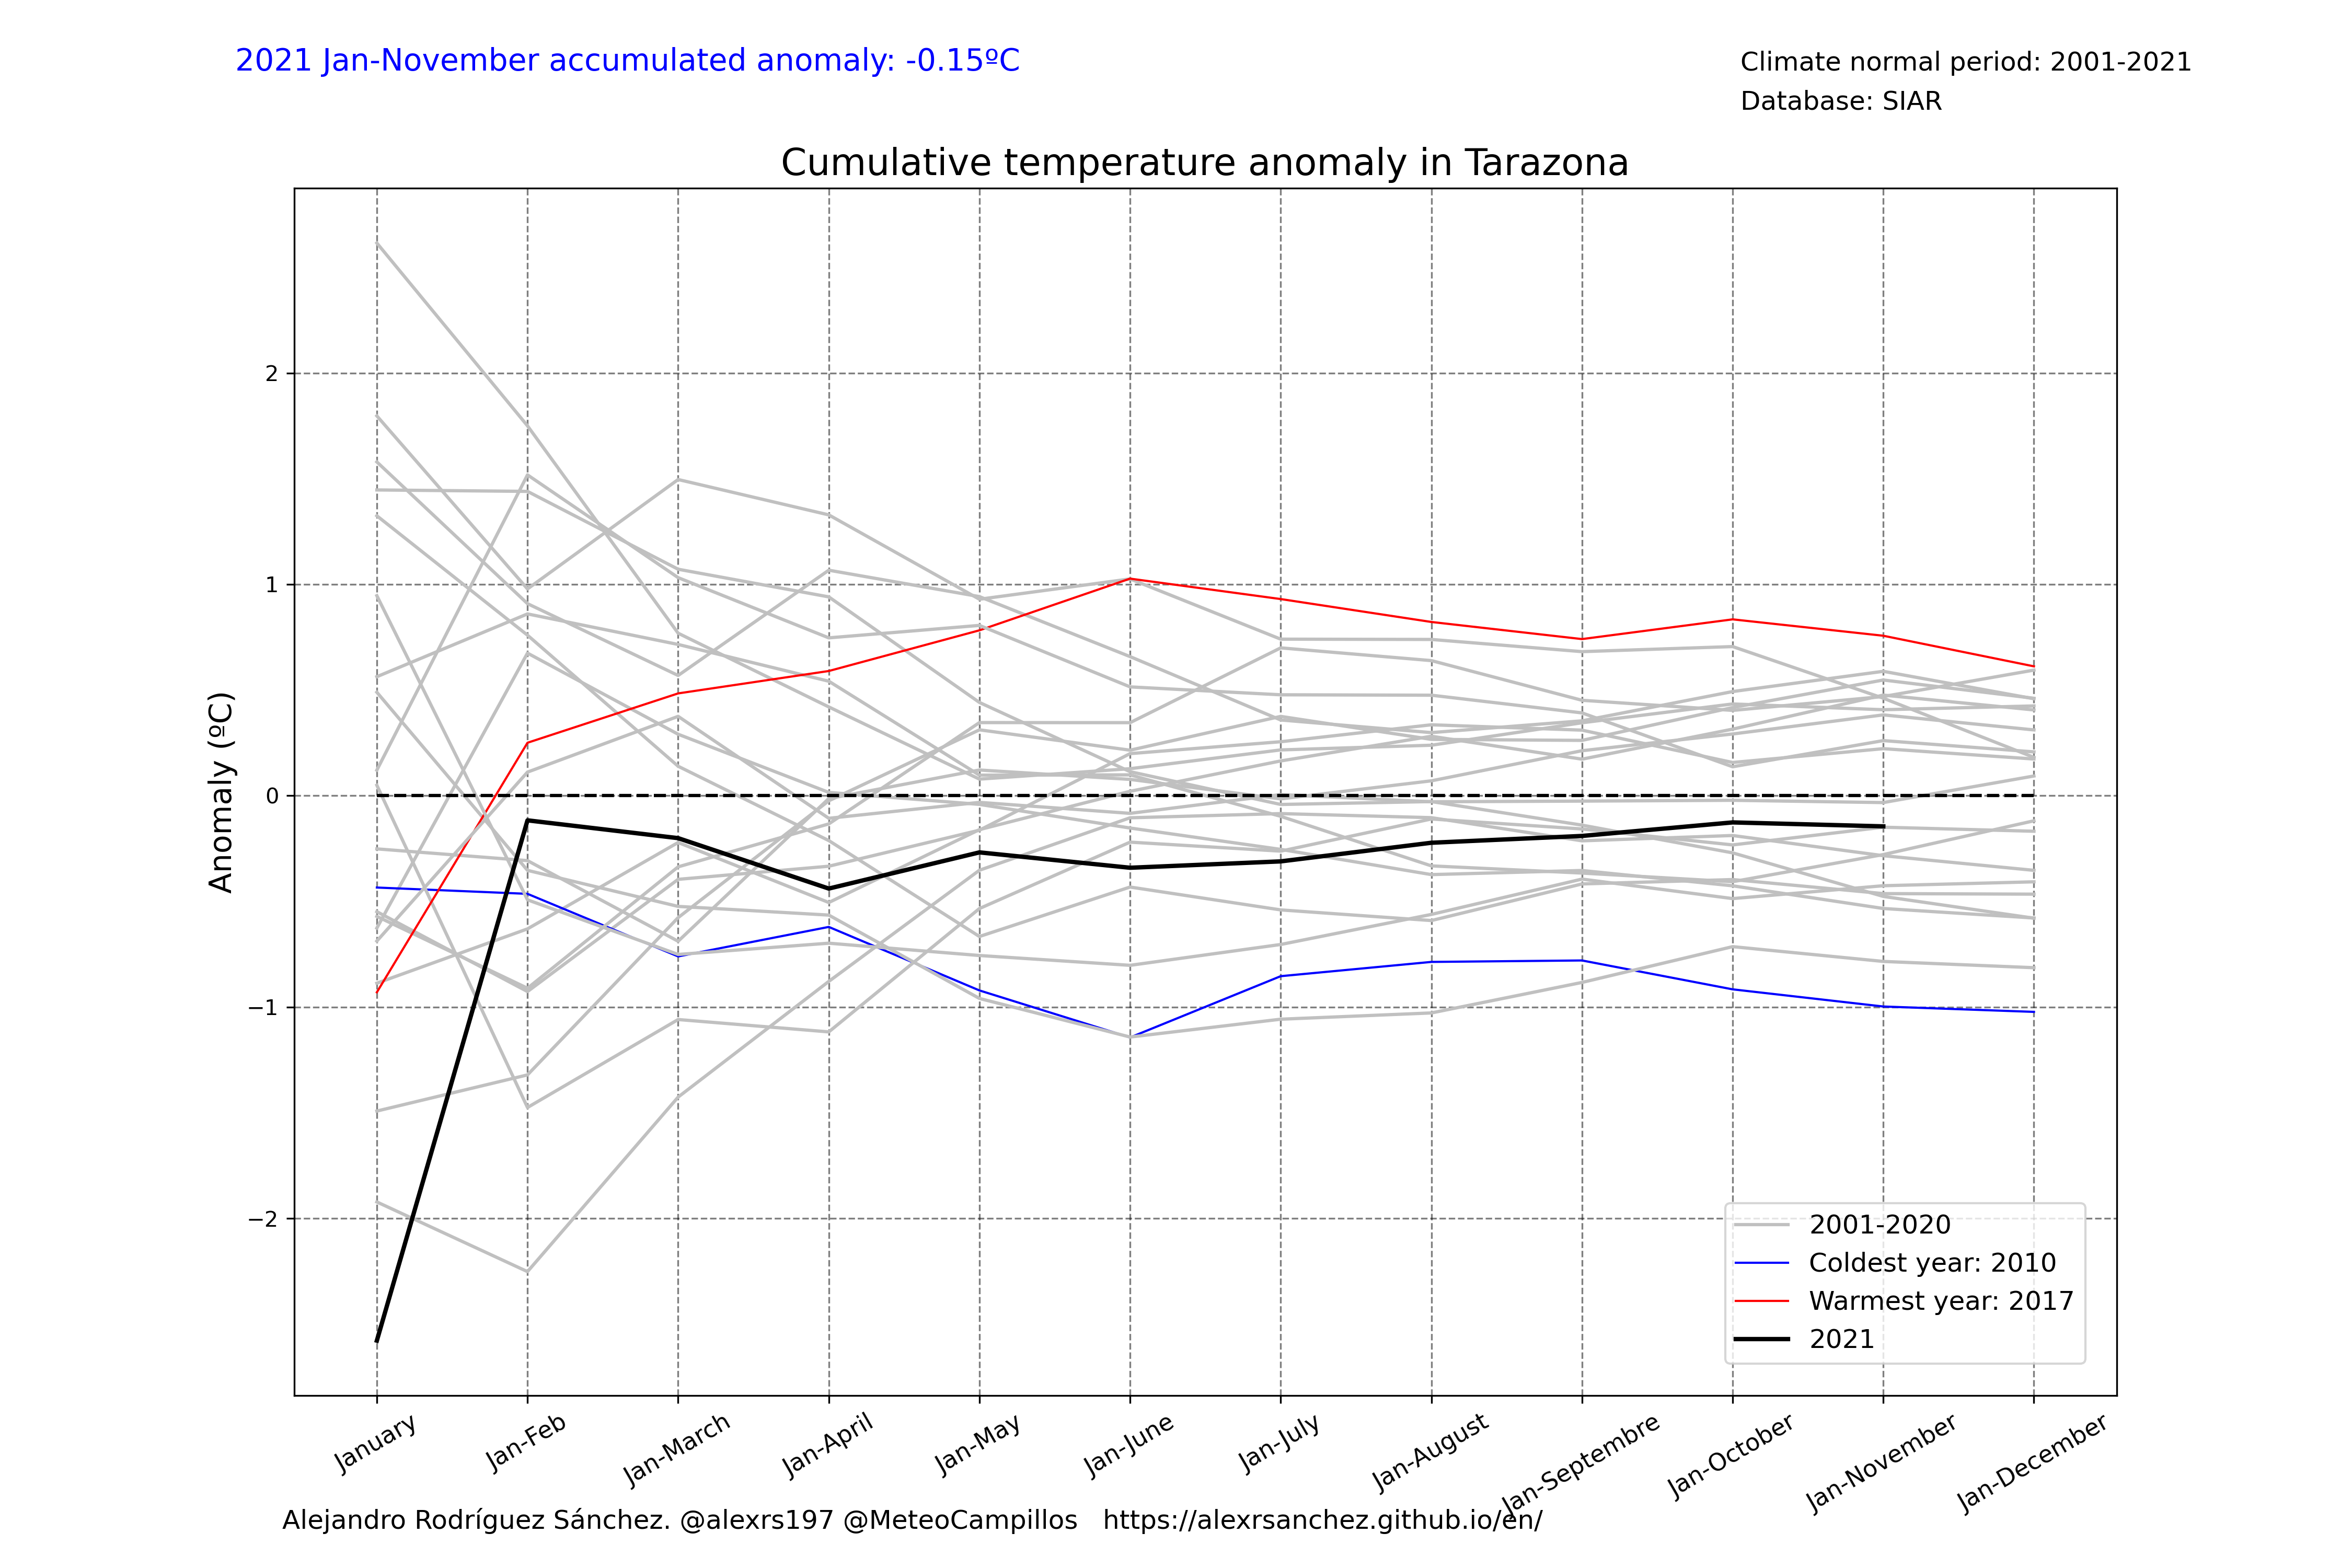 2021 Jan-November accumulated anomaly: -0.15ºC
Climate normal period: 2001-2021
Database: SIAR
Cumulative temperature anomaly in Tarazona
Anomaly (ºC)
2
1
0
−1
−2
2001-2020
Coldest year: 2010
Warmest year: 2017
2021
January
Jan-Feb
Jan-March
Jan-April
Jan-May
Jan-June
Jan-July
Jan-August
Jan-Septembre
Jan-October
Jan-November
Jan-December
Alejandro Rodríguez Sánchez. @alexrs197 @MeteoCampillos https://alexrsanchez.github.io/en/